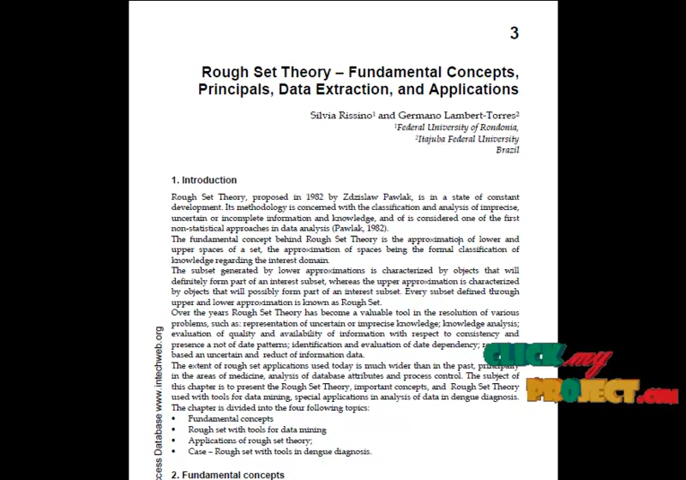 3
Rough Set Theory – Fundamental Concepts,
Principals, Data Extraction, and Applications
Silvia Rissino¹ and Germano Lambert-Torres²
¹Federal University of Rondonia,
²Itajuba Federal University
Brazil
1. Introduction
Rough Set Theory, proposed in 1982 by Zdzislaw Pawlak, is in a state of constant
development. Its methodology is concerned with the classification and analysis of imprecise,
uncertain or incomplete information and knowledge, and of is considered one of the first
non-statistical approaches in data analysis (Pawlak, 1982).
The fundamental concept behind Rough Set Theory is the approximation of lower and
upper spaces of a set, the approximation of spaces being the formal classification of
knowledge regarding the interest domain.
The subset generated by lower approximations is characterized by objects that will
definitely form part of an interest subset, whereas the upper approximation is characterized
by objects that will possibly form part of an interest subset. Every subset defined through
upper and lower approximation is known as Rough Set.
Over the years Rough Set Theory has become a valuable tool in the resolution of various
problems, such as: representation of uncertain or imprecise knowledge; knowledge analysis;
evaluation of quality and availability of information with respect to consistency and
presence a not of date patterns; identification and evaluation of date dependency;
based an uncertain and reduct of information data.
The extent of rough set applications used today is much wider than in the past, principally
in the areas of medicine, analysis of database attributes and process control. The subject of
this chapter is to present the Rough Set Theory, important concepts, and Rough Set Theory
used with tools for data mining, special applications in analysis of data in dengue diagnosis.
The chapter is divided into the four following topics:
• Fundamental concepts
• Rough set with tools for data mining
• Applications of rough set theory;
• Case – Rough set with tools in dengue diagnosis.
2. Fundamental concepts
cess Database www.intechweb.org
CLICK my
PROJECT.com